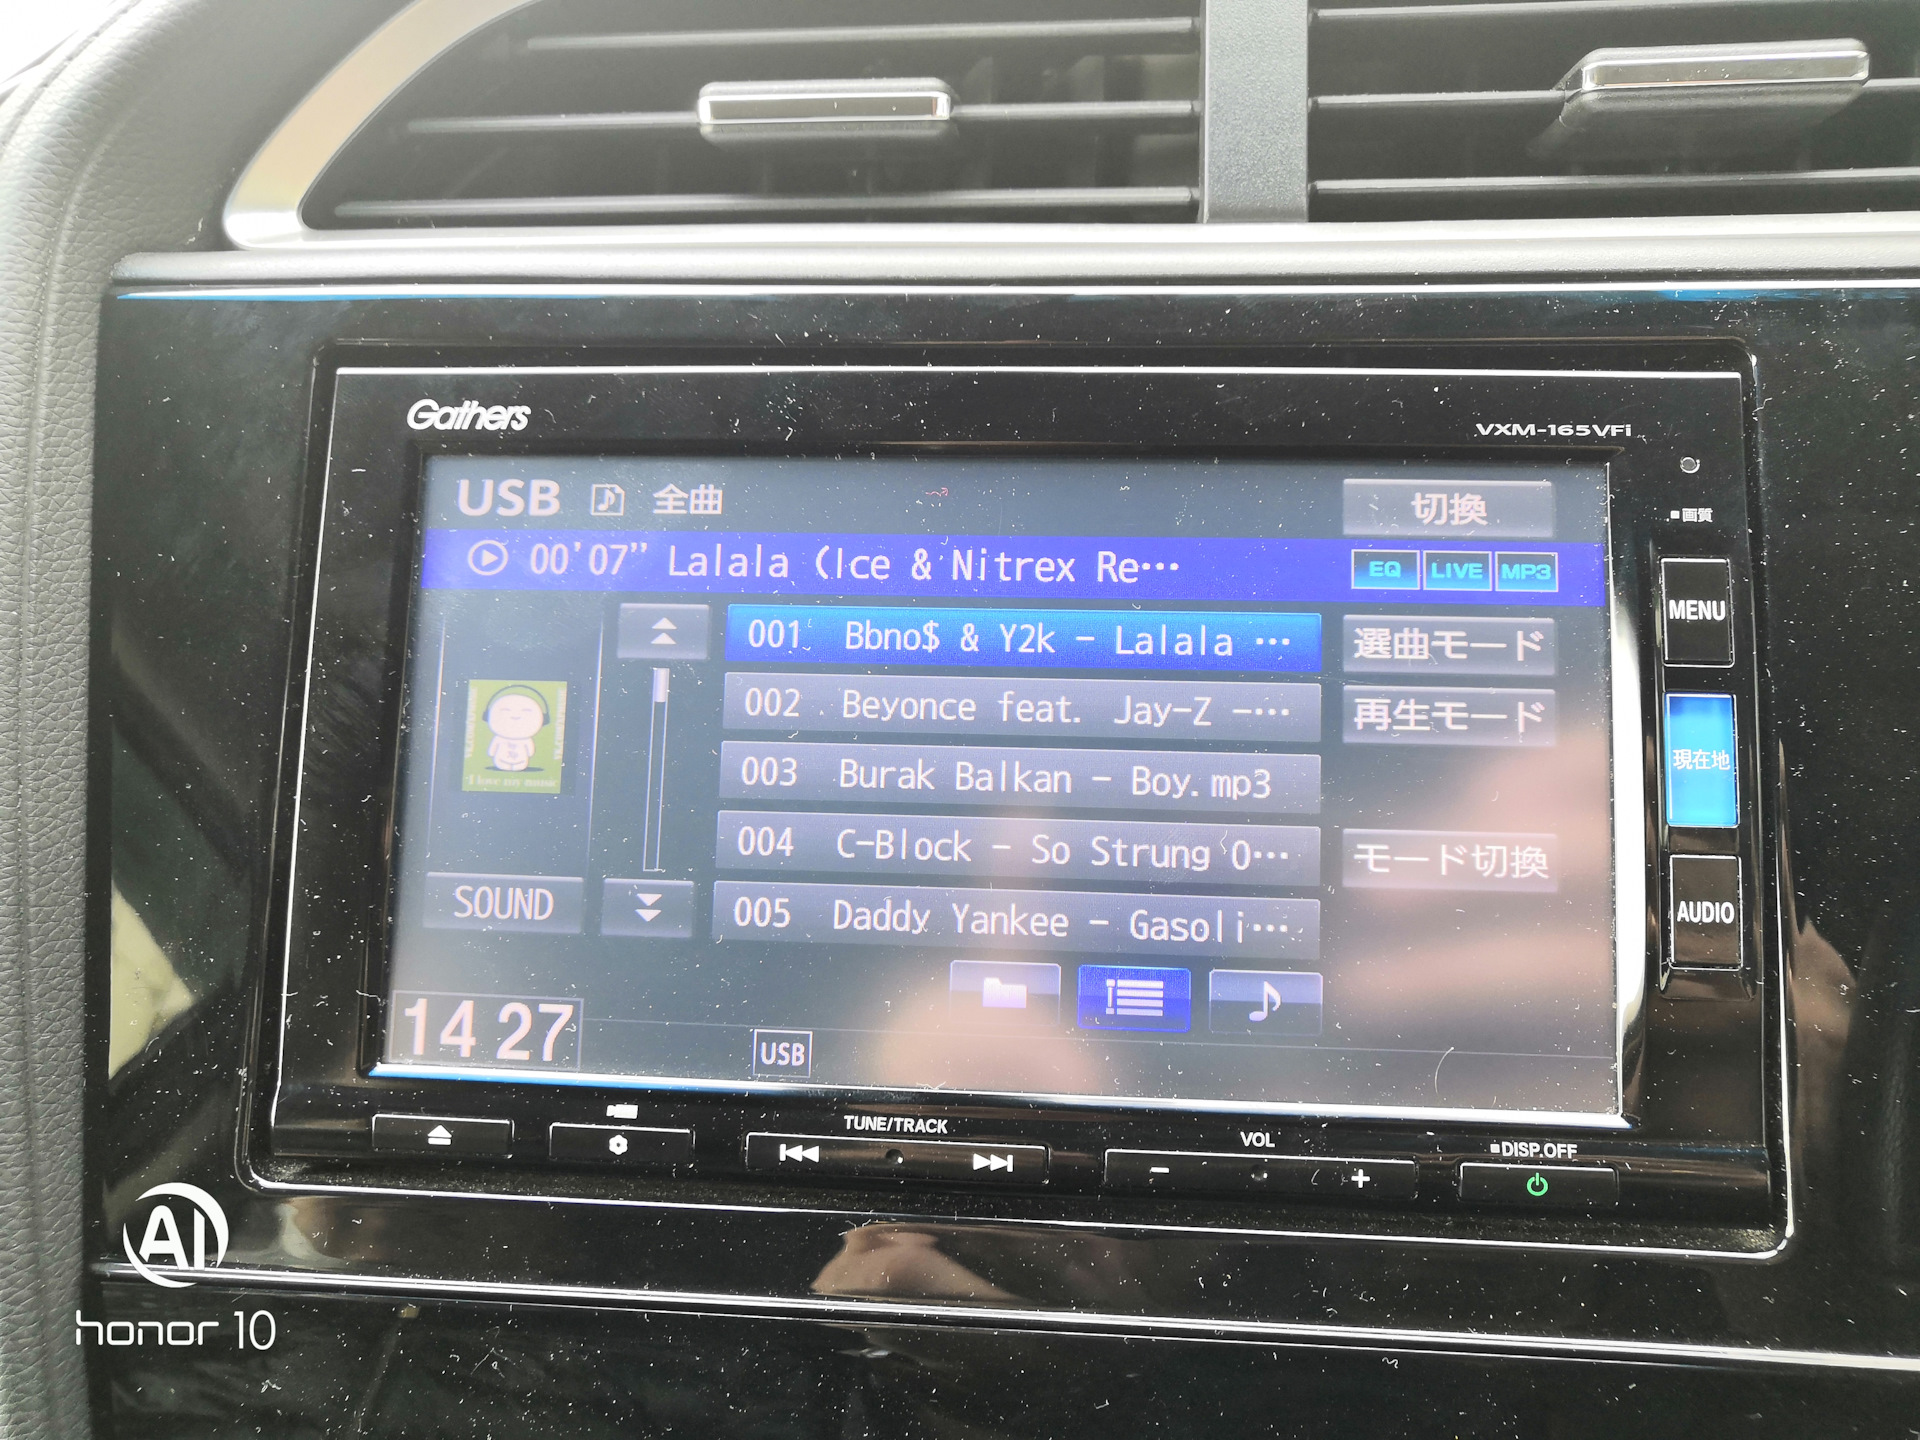 Gathers
VXM-165VFi
USB 全曲 切換
画質
00'07" Lalala (Ice & Nitrex Re… EQ LIVE MP3
MENU
001. Bbno$ & Y2k - Lalala … 選曲モード
002. Beyonce feat. Jay-Z -… 再生モード
現在地
003 Burak Balkan - Boy.mp3
004 C-Block - So Strung O… モード切換
SOUND 005 Daddy Yankee - Gasoli… AUDIO
I love my music
14 27
USB
TUNE/TRACK
VOL
DISP.OFF
- +
AI
honor 10